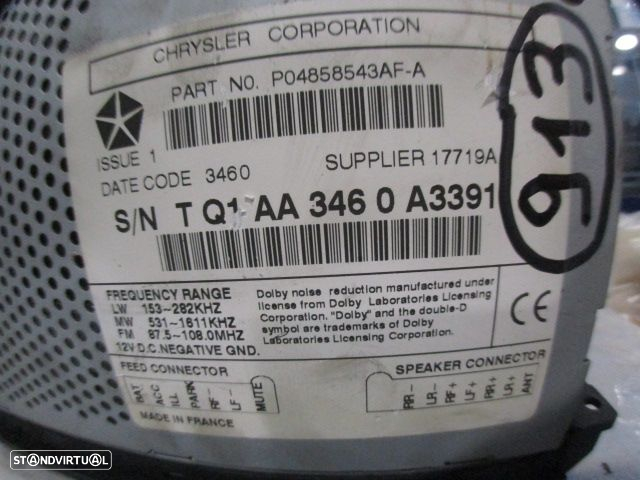 CHRYSLER CORPORATION
PART NO. P04858543AF-A
ISSUE 1
SUPPLIER 17719A
DATE CODE 3460
S/N T Q1 AA 346 0 A3391
913
FREQUENCY RANGE
LW 153~282KHZ
MW 531~1611KHZ
FM 87.5~108.0MHZ
12V D.C. NEGATIVE GND.
Dolby noise reduction manufactured under
license from Dolby Laboratories Licensing
Corporation. "Dolby" and the double-D
symbol are trademarks of Dolby
Laboratories Licensing Corporation.
CE
FEED CONNECTOR
BAT
ACC
ILL
PARK
RF-
LF-
MUTE
MADE IN FRANCE
SPEAKER CONNECTOR
RR-
LR-
RF+
LF+
RR+
LR+
ANT
STANDVIRTUAL